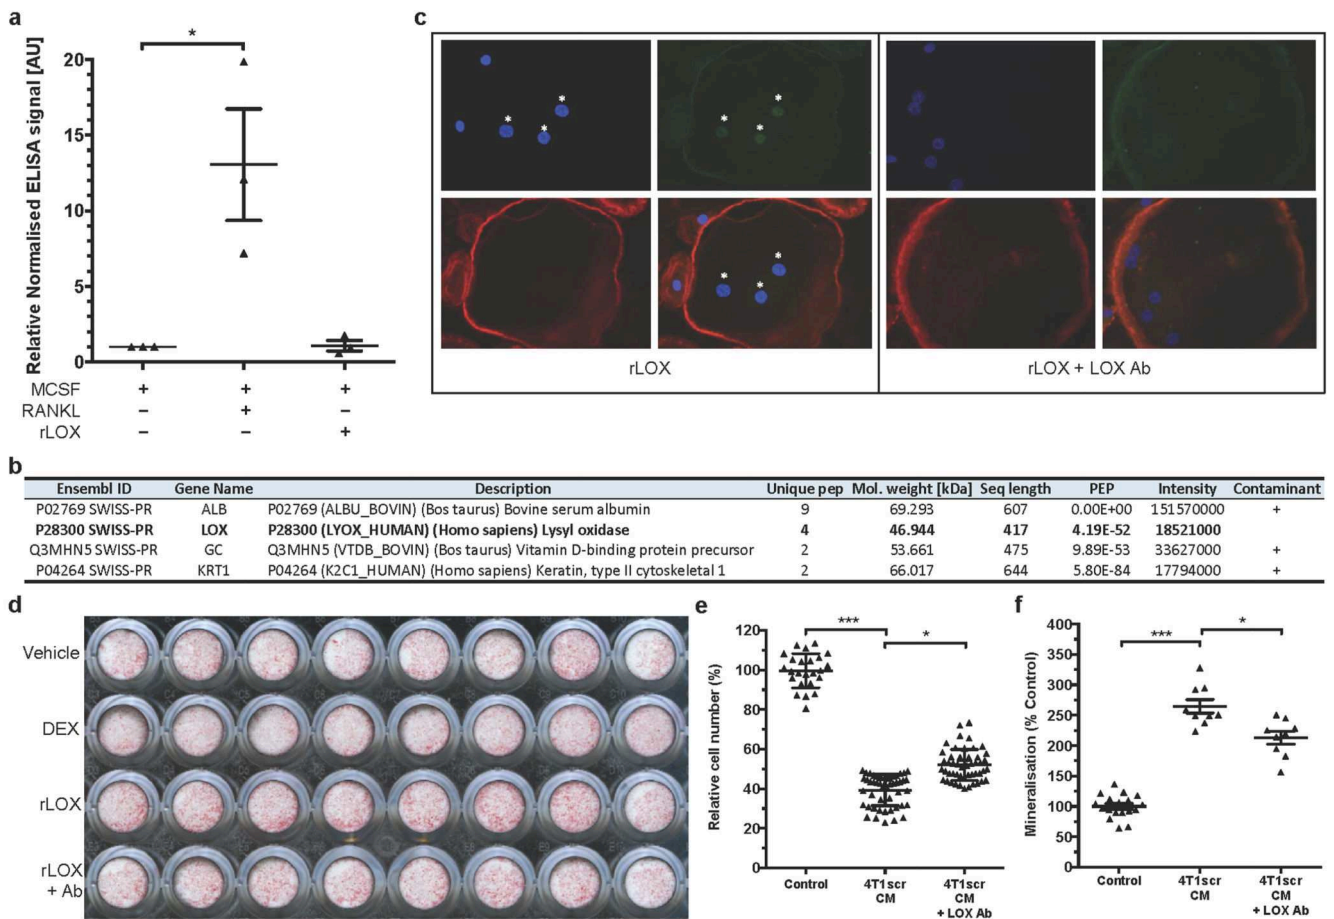 a
Relative Normalised ELISA signal [AU]
20
15
10
5
0
*
MCSF + + +
RANKL – + –
rLOX – – +
c
* * *
* * *
* * *
rLOX
rLOX + LOX Ab
b
Ensembl ID Gene Name Description Unique pep Mol. weight [kDa] Seq length PEP Intensity Contaminant
P02769 SWISS-PR ALB P02769 (ALBU_BOVIN) (Bos taurus) Bovine serum albumin 9 69.293 607 0.00E+00 151570000 +
P28300 SWISS-PR LOX P28300 (LYOX_HUMAN) (Homo sapiens) Lysyl oxidase 4 46.944 417 4.19E-52 18521000
Q3MHN5 SWISS-PR GC Q3MHN5 (VTDB_BOVIN) (Bos taurus) Vitamin D-binding protein precursor 2 53.661 475 9.89E-53 33627000 +
P04264 SWISS-PR KRT1 P04264 (K2C1_HUMAN) (Homo sapiens) Keratin, type II cytoskeletal 1 2 66.017 644 5.80E-84 17794000 +
d
Vehicle
DEX
rLOX
rLOX
+ Ab
e
Relative cell number (%)
120
100
80
60
40
20
0
***
*
Control 4T1scr 4T1scr
CM CM
+ LOX Ab
f
Mineralisation (% Control)
400
350
300
250
200
150
100
50
0
***
*
Control 4T1scr 4T1scr
CM CM
+ LOX Ab